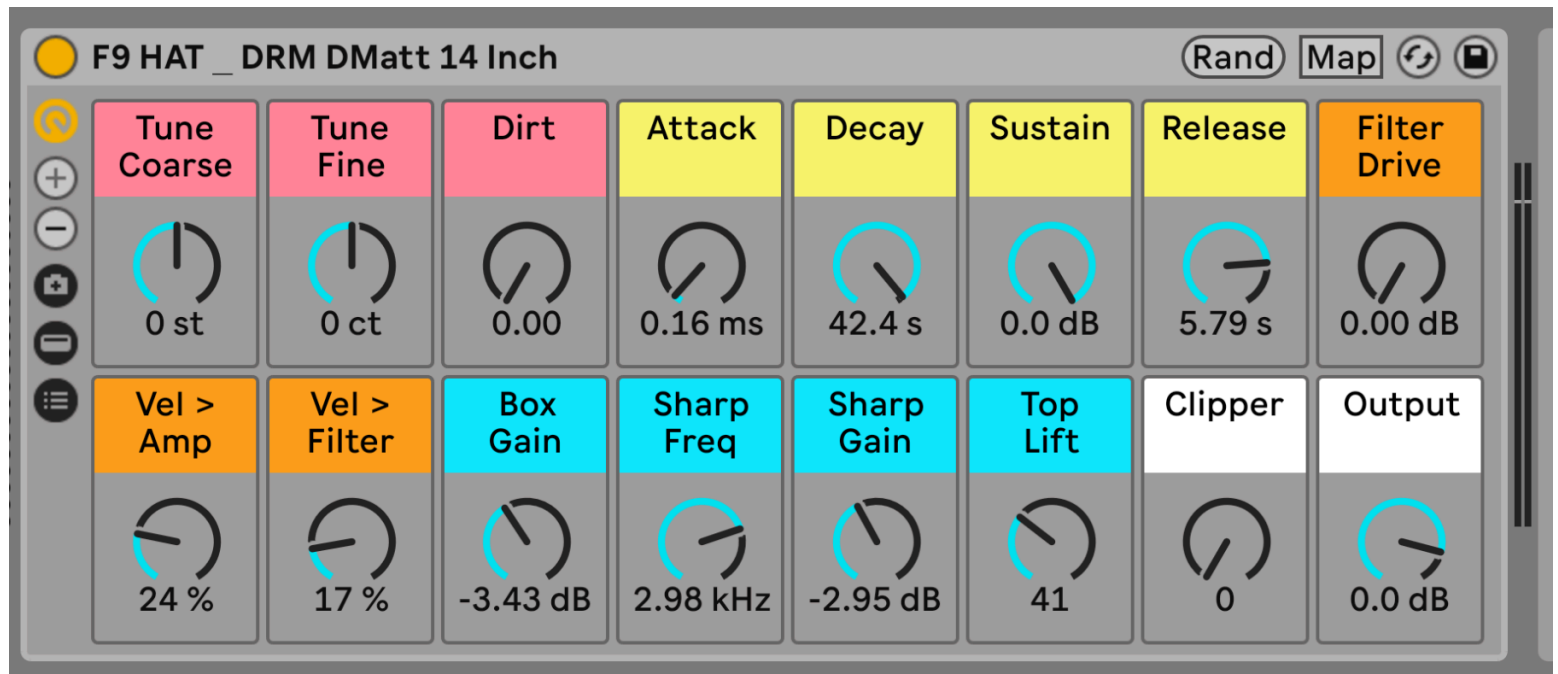 F9 HAT _ DRM DMatt 14 Inch
Rand
Map
Tune
Coarse
0 st
Tune
Fine
0 ct
Dirt
0.00
Attack
0.16 ms
Decay
42.4 s
Sustain
0.0 dB
Release
5.79 s
Filter
Drive
0.00 dB
Vel >
Amp
24 %
Vel >
Filter
17 %
Box
Gain
-3.43 dB
Sharp
Freq
2.98 kHz
Sharp
Gain
-2.95 dB
Top
Lift
41
Clipper
0
Output
0.0 dB